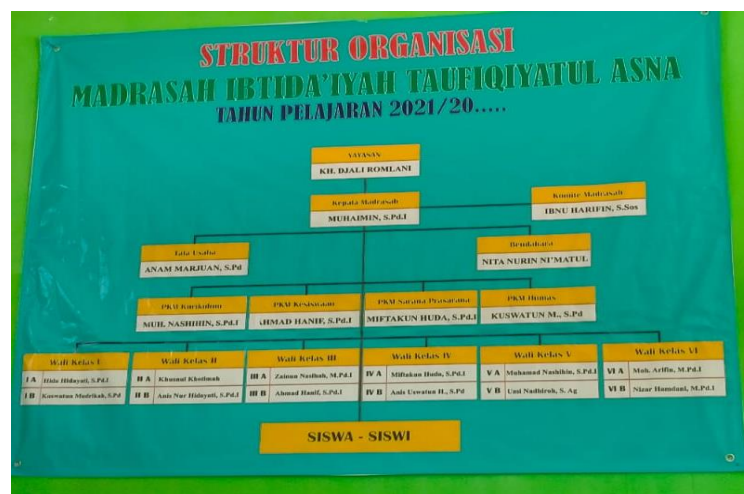 STRUKTUR ORGANISASI
MADRASAH IBTIDA'IYAH TAUFIQIYATUL ASNA
TAHUN PELAJARAN 2021/20.....
YAYASAN
KH. DJALI ROMLANI
Kepala Madrasah
MUHAIMIN, S.Pd.I
Komite Madrasah
IBNU HARIFIN, S.Sos
Tata Usaha
ANAM MARJUAN, S.Pd
Bendahara
NITA NURIN NI'MATUL
PKM Kurikulum
MUH. NASHIHIN, S.Pd.I
PKM Kesiswaan
AHMAD HANIF, S.Pd.I
PKM Sarana Prasarana
MIFTAKUN HUDA, S.Pd.I
PKM Humas
KUSWATUN M., S.Pd
Wali Kelas I
I A Hidayati, S.Pd.I
I B Koswatun S.Pd
Wali Kelas II
II A Khusnul Khotimah
II B Anis Nur Hidayati, S.Pd.I
Wali Kelas III
III A Zainun Nasihah, M.Pd.I
III B Ahmad Hanif, S.Pd.I
Wali Kelas IV
IV A Miftakun Huda, S.Pd.I
IV B Anis Uswatun H., S.Pd
Wali Kelas V
V A Muhamad Nashihin, S.Pd.I
V B Umi Nadhiroh, S. Ag
Wali Kelas VI
VI A Moh. Arifin, M.Pd.I
VI B Nizar Hamdani, M.Pd.I
SISWA - SISWI